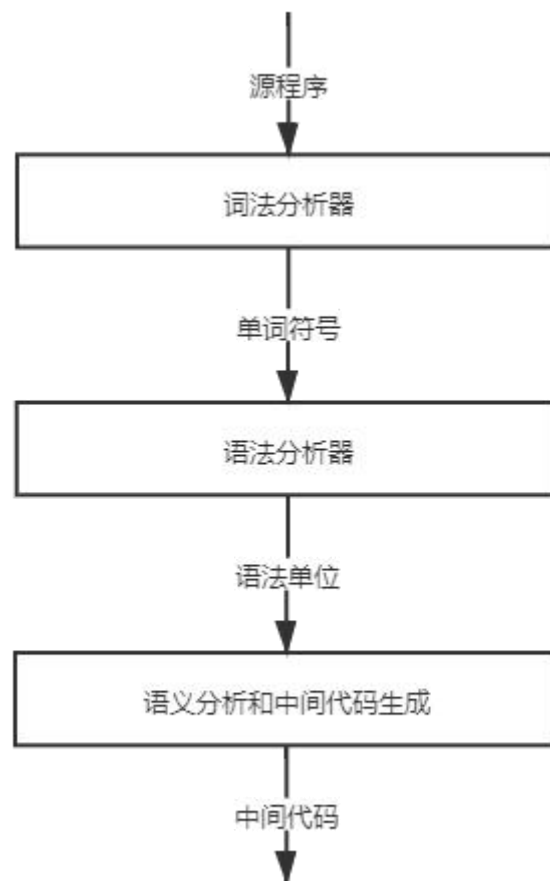 源程序
词法分析器
单词符号
语法分析器
语法单位
语义分析和中间代码生成
中间代码